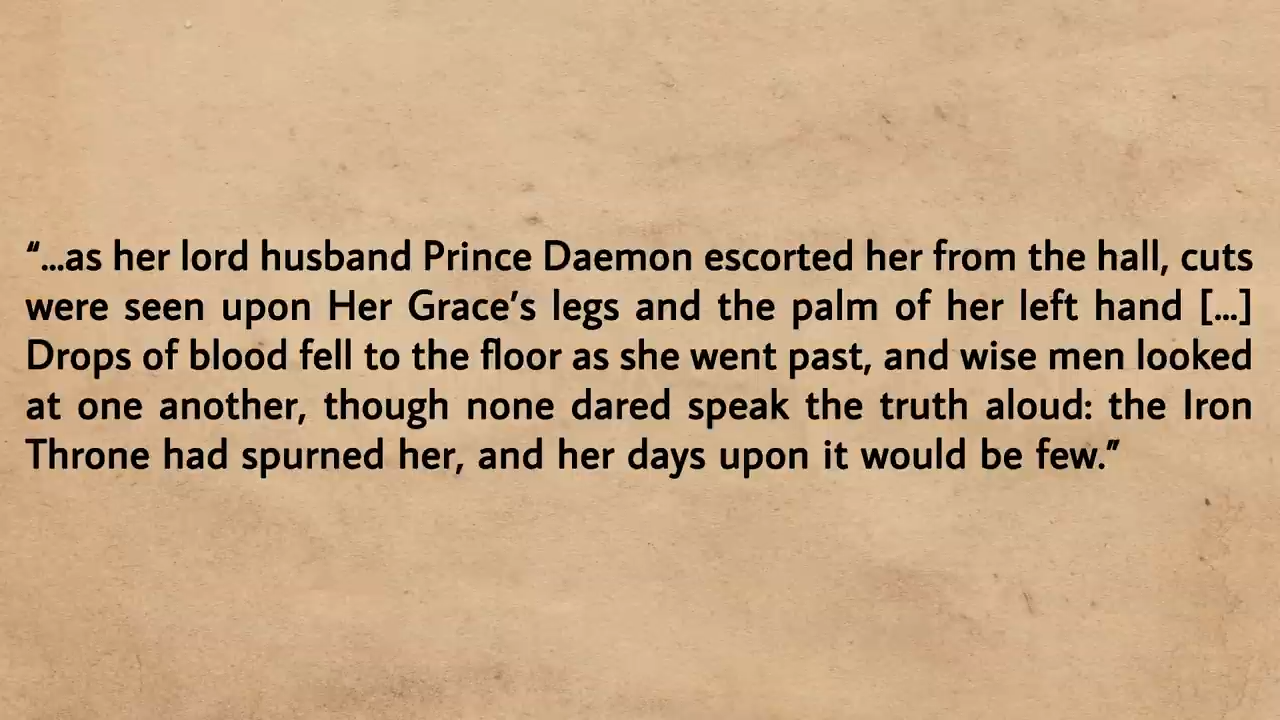 “...as her lord husband Prince Daemon escorted her from the hall, cuts
were seen upon Her Grace’s legs and the palm of her left hand [...]
Drops of blood fell to the floor as she went past, and wise men looked
at one another, though none dared speak the truth aloud: the Iron
Throne had spurned her, and her days upon it would be few.”